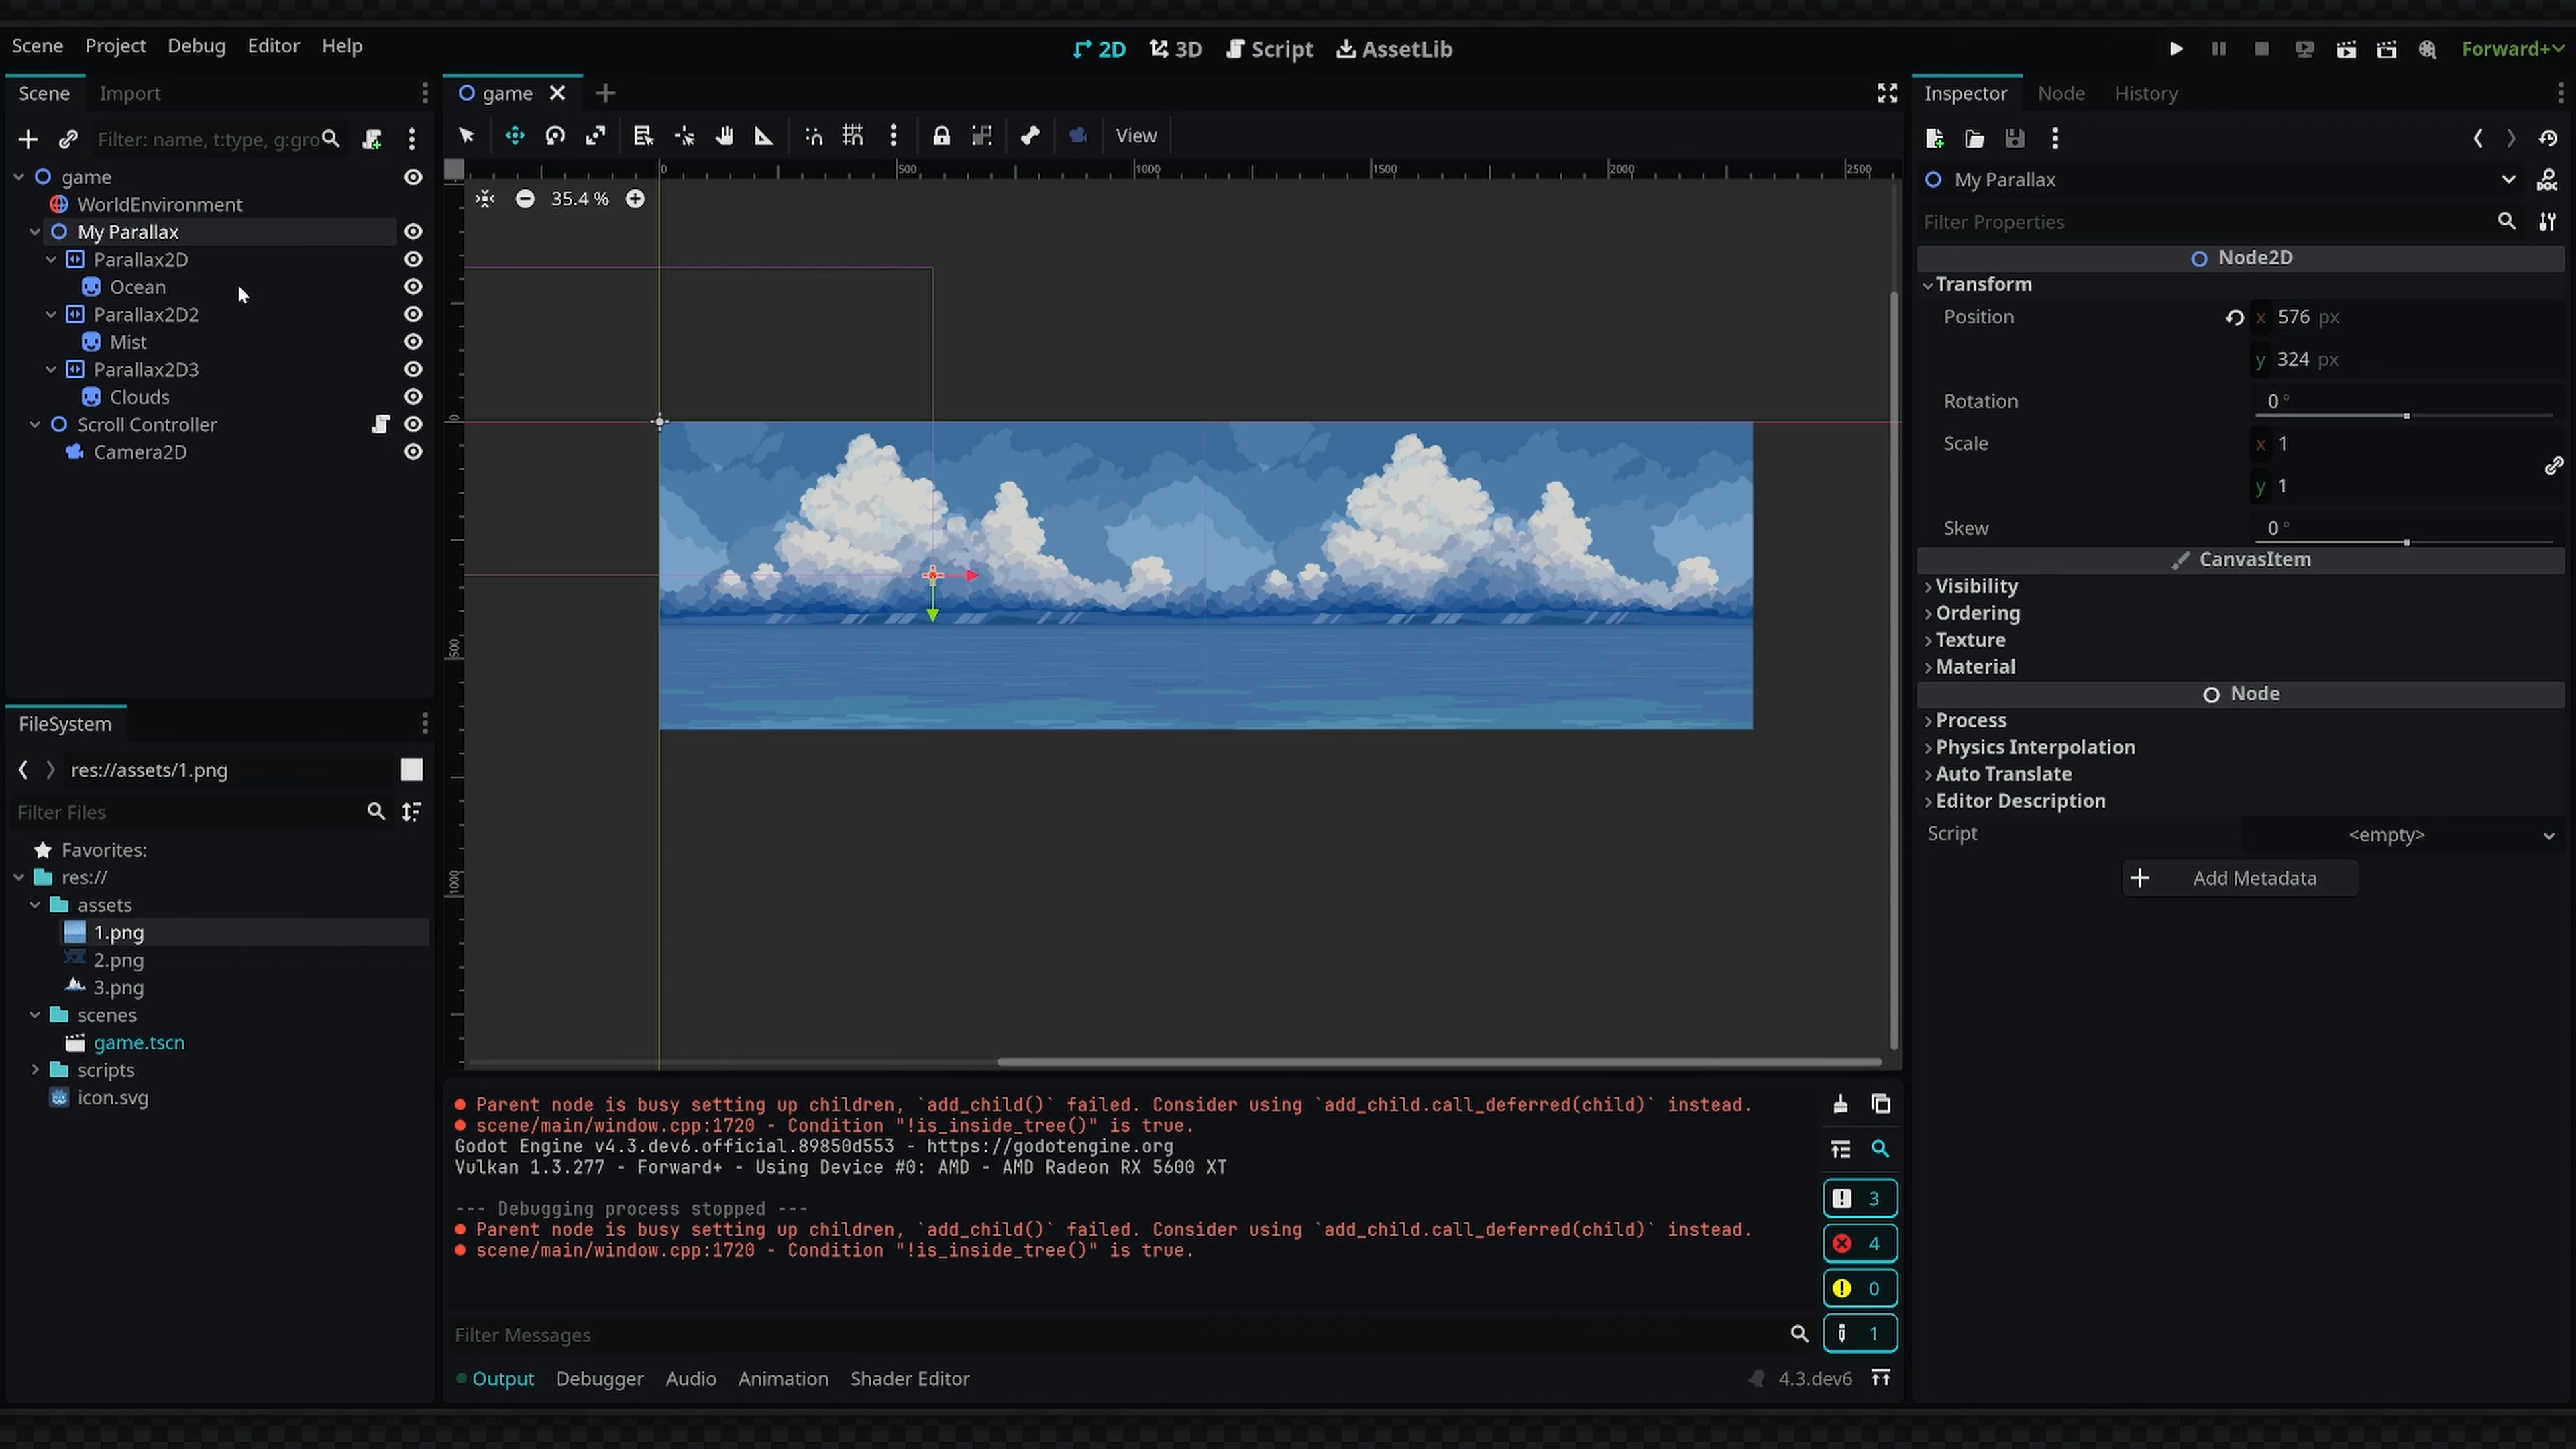 Scene Project Debug Editor Help
2D 3D Script AssetLib
Forward+
Scene Import
Filter: name, t:type, g:gro
game
WorldEnvironment
My Parallax
Parallax2D
Ocean
Parallax2D2
Mist
Parallax2D3
Clouds
Scroll Controller
Camera2D
FileSystem
res://assets/1.png
Filter Files
Favorites:
res://
assets
1.png
2.png
3.png
scenes
game.tscn
scripts
icon.svg
game
View
0 500 1000 1500 2000 2500
35.4 %
0
500
1000
Parent node is busy setting up children, `add_child()` failed. Consider using `add_child.call_deferred(child)` instead.
scene/main/window.cpp:1720 - Condition "!is_inside_tree()" is true.
Godot Engine v4.3.dev6.official.89850d553 - https://godotengine.org
Vulkan 1.3.277 - Forward+ - Using Device #0: AMD - AMD Radeon RX 5600 XT
--- Debugging process stopped ---
Parent node is busy setting up children, `add_child()` failed. Consider using `add_child.call_deferred(child)` instead.
scene/main/window.cpp:1720 - Condition "!is_inside_tree()" is true.
3
4
0
1
Filter Messages
Output Debugger Audio Animation Shader Editor
4.3.dev6
Inspector Node History
My Parallax
Filter Properties
Node2D
Transform
Position x 576 px
y 324 px
Rotation 0 °
Scale x 1
y 1
Skew 0 °
CanvasItem
Visibility
Ordering
Texture
Material
Node
Process
Physics Interpolation
Auto Translate
Editor Description
Script <empty>
Add Metadata